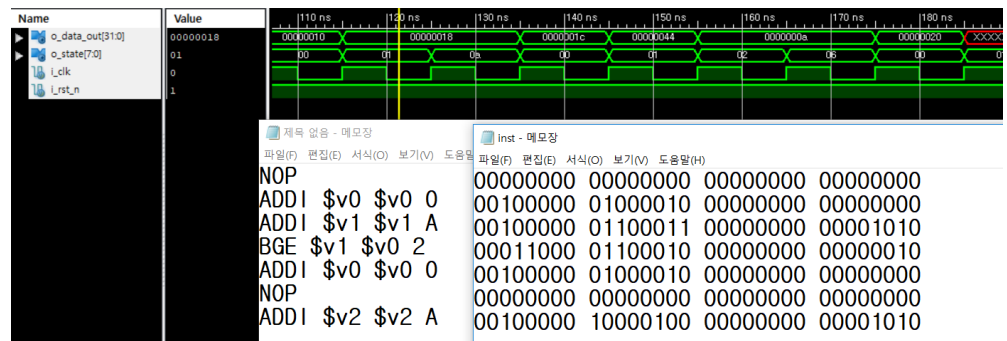 Name Value 110 ns 120 ns 130 ns 140 ns 150 ns 160 ns 170 ns 180 ns
o_data_out[31:0] 00000018 00000010 00000018 0000001c 00000044 0000000a 00000020 XXXX
o_state[7:0] 01 00 01 0a 00 01 02 06 00
i_clk 0
i_rst_n 1
제목 없음 - 메모장
파일(F) 편집(E) 서식(O) 보기(V) 도움말
NOP
ADDI $v0 $v0 0
ADDI $v1 $v1 A
BGE $v1 $v0 2
ADDI $v0 $v0 0
NOP
ADDI $v2 $v2 A
inst - 메모장
파일(F) 편집(E) 서식(O) 보기(V) 도움말(H)
00000000 00000000 00000000 00000000
00100000 01000010 00000000 00000000
00100000 01100011 00000000 00001010
00011000 01100010 00000000 00000010
00100000 01000010 00000000 00000000
00000000 00000000 00000000 00000000
00100000 10000100 00000000 00001010